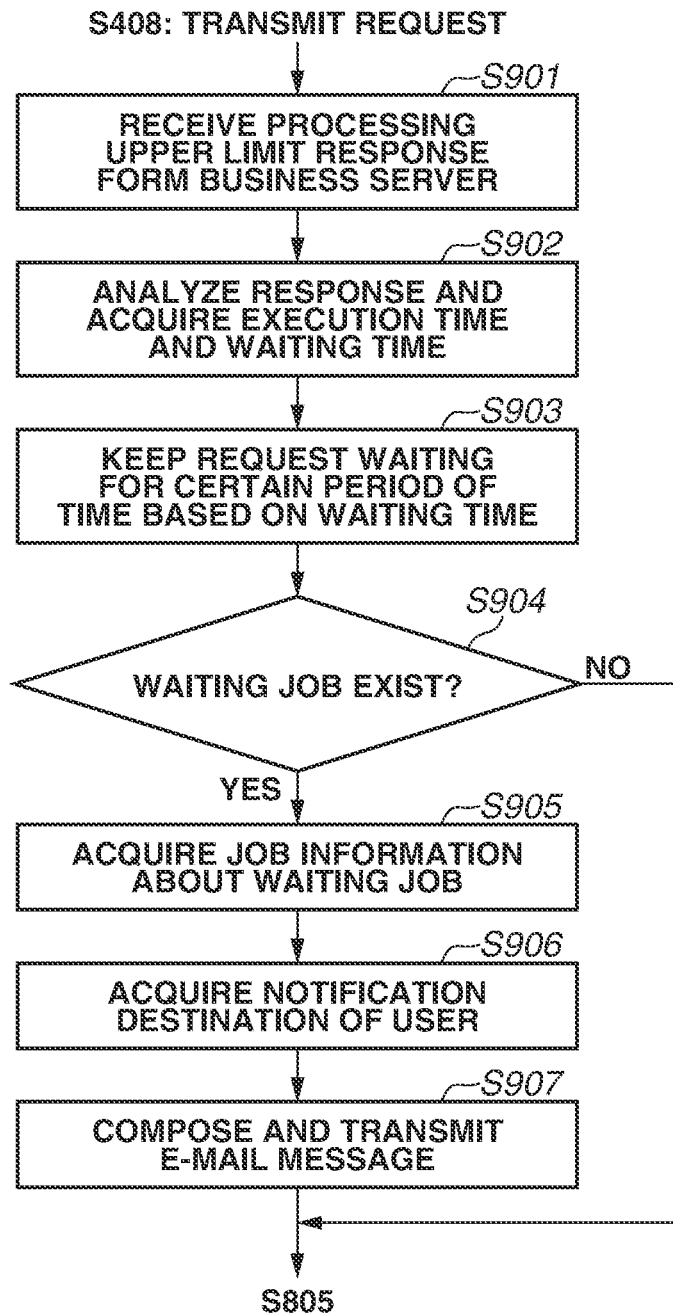 S408: TRANSMIT REQUEST
S901
RECEIVE PROCESSING
UPPER LIMIT RESPONSE
FORM BUSINESS SERVER
S902
ANALYZE RESPONSE AND
ACQUIRE EXECUTION TIME
AND WAITING TIME
S903
KEEP REQUEST WAITING
FOR CERTAIN PERIOD OF
TIME BASED ON WAITING TIME
S904
WAITING JOB EXIST?
NO
YES
S905
ACQUIRE JOB INFORMATION
ABOUT WAITING JOB
S906
ACQUIRE NOTIFICATION
DESTINATION OF USER
S907
COMPOSE AND TRANSMIT
E-MAIL MESSAGE
S805